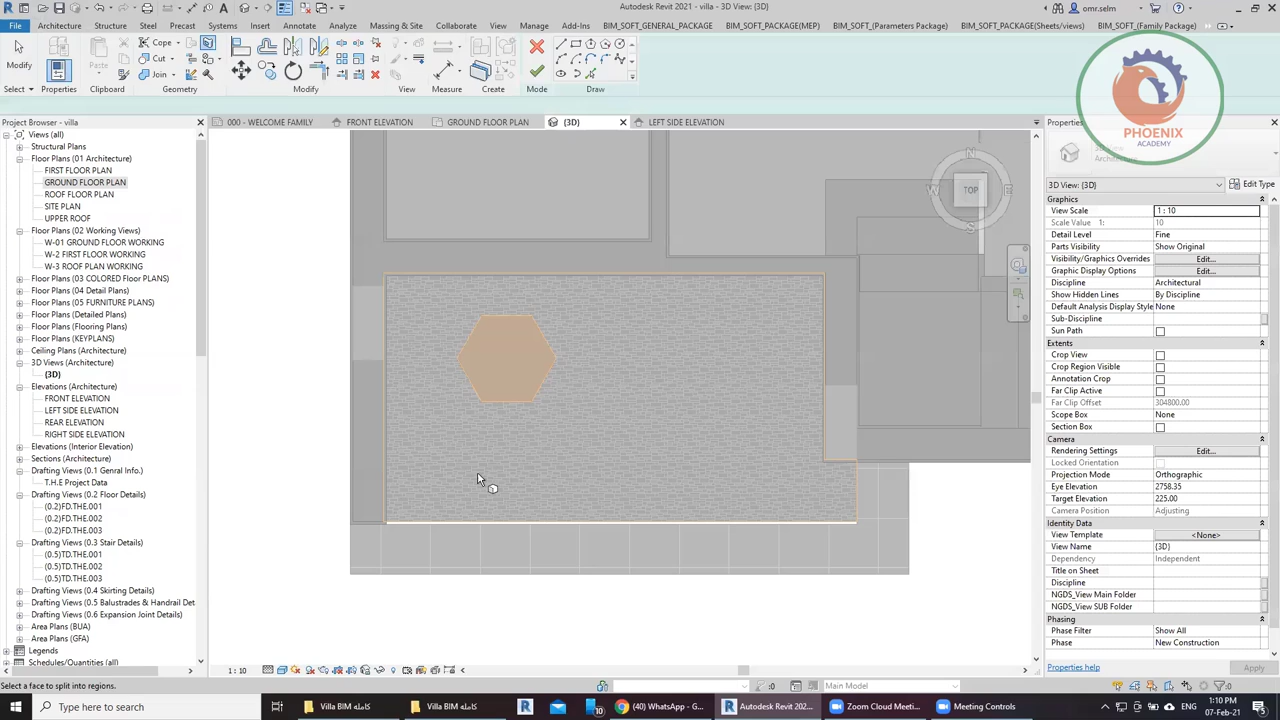 Autodesk Revit 2021 - villa - 3D View: {3D}
omr.selm
File Architecture Structure Steel Precast Systems Insert Annotate Analyze Massing & Site Collaborate View Manage Add-Ins BIM_SOFT_GENERAL_PACKAGE BIM_SOFT_PACKAGE(MEP) BIM_SOFT_(Parameters Package) BIM_SOFT_PACKAGE(Sheets/views) BIM_SOFT_(Family Package)
Modify Paste Cope
Cut
Join
Select Properties Clipboard Geometry Modify View Measure Create Mode Draw
PHOENIX
ACADEMY
Project Browser - villa
000 - WELCOME FAMILY FRONT ELEVATION GROUND FLOOR PLAN {3D} LEFT SIDE ELEVATION
Views (all)
Structural Plans
Floor Plans (01 Architecture)
FIRST FLOOR PLAN
GROUND FLOOR PLAN
ROOF FLOOR PLAN
SITE PLAN
UPPER ROOF
Floor Plans (02 Working Views)
W-01 GROUND FLOOR WORKING
W-2 FIRST FLOOR WORKING
W-3 ROOF PLAN WORKING
Floor Plans (03 COLORED Floor PLANS)
Floor Plans (04 Detail Plans)
Floor Plans (05 FURNITURE PLANS)
Floor Plans (Detailed Plans)
Floor Plans (Flooring Plans)
Floor Plans (KEYPLANS)
Ceiling Plans (Architecture)
3D Views (Architecture)
{3D}
Elevations (Architecture)
FRONT ELEVATION
LEFT SIDE ELEVATION
REAR ELEVATION
RIGHT SIDE ELEVATION
Elevations (Interior Elevation)
Sections (Architecture)
Drafting Views (0.1 Genral Info.)
T.H.E Project Data
Drafting Views (0.2 Floor Details)
(0.2)FD.THE.001
(0.2)FD.THE.002
(0.2)FD.THE.003
Drafting Views (0.3 Stair Details)
(0.5)TD.THE.001
(0.5)TD.THE.002
(0.5)TD.THE.003
Drafting Views (0.4 Skirting Details)
Drafting Views (0.5 Balustrades & Handrail Det
Drafting Views (0.6 Expansion Joint Details)
Area Plans (BUA)
Area Plans (GFA)
Legends
Schedules/Quantities (all)
N
W TOP
S
Properties
3D View: {3D} Edit Type
Graphics
View Scale 1 : 10
Scale Value 1: 10
Detail Level Fine
Parts Visibility Show Original
Visibility/Graphics Overrides Edit...
Graphic Display Options Edit...
Discipline Architectural
Show Hidden Lines By Discipline
Default Analysis Display Style None
Sub-Discipline
Sun Path
Extents
Crop View
Crop Region Visible
Annotation Crop
Far Clip Active
Far Clip Offset 304800.00
Scope Box None
Section Box
Camera
Rendering Settings Edit...
Locked Orientation
Projection Mode Orthographic
Eye Elevation 2758.35
Target Elevation 225.00
Camera Position Adjusting
Identity Data
View Template <None>
View Name {3D}
Dependency Independent
Title on Sheet
Discipline
NGDS_View Main Folder
NGDS_View SUB Folder
Phasing
Phase Filter Show All
Phase New Construction
Properties help Apply
1 : 10
Select a face to split into regions. :0 Main Model :0
Type here to search Villa BIM كامله Villa BIM كامله (40) WhatsApp - G... Autodesk Revit 202... Zoom Cloud Meeti... Meeting Controls ENG 1:10 PM
07-Feb-21